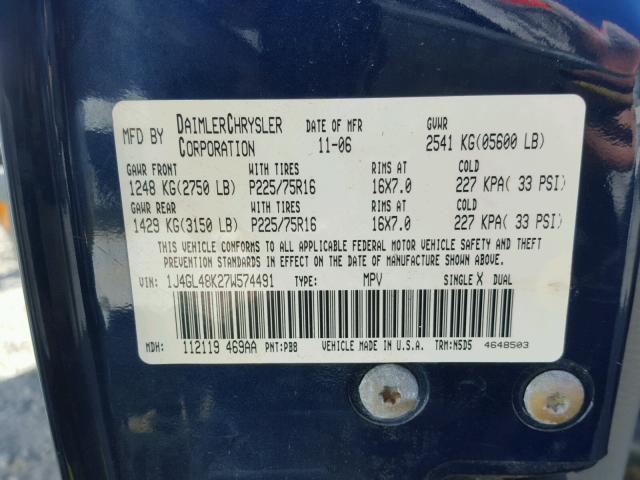 MFD BY DAIMLERCHRYSLER CORPORATION DATE OF MFR 11-06 GVWR 2541 KG(05600 LB)
GAWR FRONT WITH TIRES RIMS AT COLD
1248 KG(2750 LB) P225/75R16 16X7.0 227 KPA( 33 PSI)
GAWR REAR WITH TIRES RIMS AT COLD
1429 KG(3150 LB) P225/75R16 16X7.0 227 KPA( 33 PSI)
THIS VEHICLE CONFORMS TO ALL APPLICABLE FEDERAL MOTOR VEHICLE SAFETY AND THEFT
PREVENTION STANDARDS IN EFFECT ON THE DATE OF MANUFACTURE SHOWN ABOVE.
VIN: 1J4GL48K27W574491 TYPE: MPV SINGLE X DUAL
MDH: 112119 469AA PNT:PB8 VEHICLE MADE IN U.S.A. TRM:N5D5 4648503